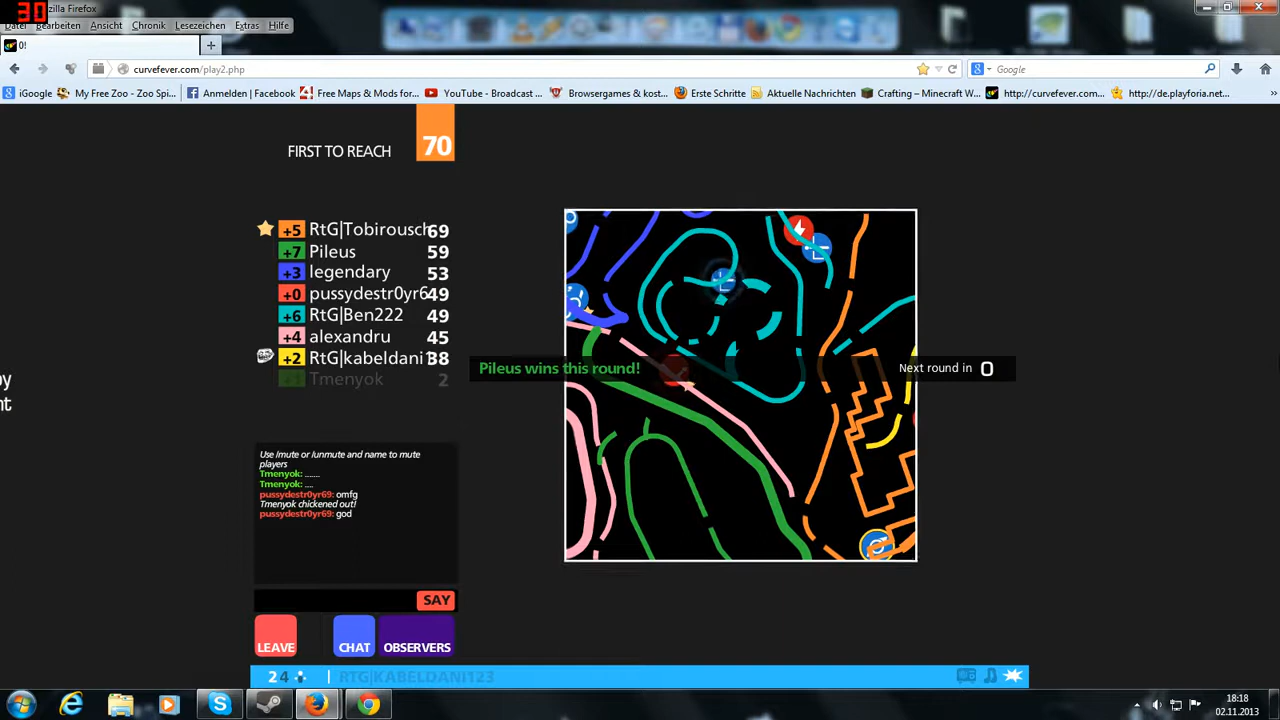 30
zilla Firefox
Datei Bearbeiten Ansicht Chronik Lesezeichen Extras Hilfe
0!
curvefever.com/play2.php
Google
iGoogle My Free Zoo - Zoo Spi... Anmelden | Facebook Free Maps & Mods for... YouTube - Broadcast ... Browsergames & kost... Erste Schritte Aktuelle Nachrichten Crafting – Minecraft W... http://curvefever.com... http://de.playforia.net...
FIRST TO REACH 70
+5 RtG|Tobirousch 69
+7 Pileus 59
+3 legendary 53
+0 pussydestr0yr6 49
+6 RtG|Ben222 49
+4 alexandru 45
+2 RtG|kabeldani1 38
Tmenyok 2
Pileus wins this round!
Next round in 0
Use /mute or /unmute and name to mute
players
Tmenyok: .......
Tmenyok: ....
pussydestr0yr69: omfg
Tmenyok chickened out!
pussydestr0yr69: god
SAY
LEAVE CHAT OBSERVERS
24 RTG|KABELDANI123
18:18
02.11.2013